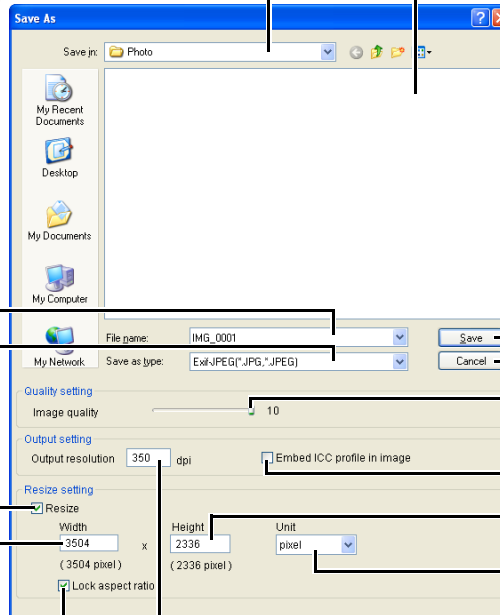 Save As
Save in: Photo
My Recent
Documents
Desktop
My Documents
My Computer
My Network
File name: IMG_0001 Save
Save as type: Exif-JPEG(*.JPG,*.JPEG) Cancel
Quality setting
Image quality 10
Output setting
Output resolution 350 dpi Embed ICC profile in image
Resize setting
Resize
Width Height Unit
3504 x 2336 pixel
(3504 pixel) (2336 pixel)
Lock aspect ratio